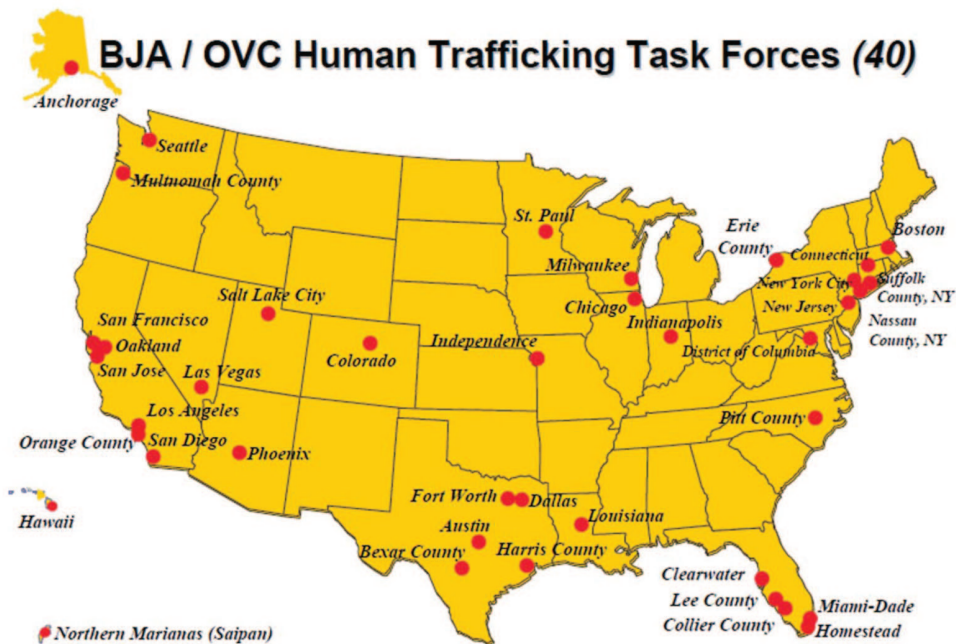 BJA / OVC Human Trafficking Task Forces (40)
Anchorage
Seattle
Multnomah County
St. Paul
Erie
County
Boston
Connecticut
Milwaukee
New York City
Suffolk
County, NY
Chicago
New Jersey
Salt Lake City
Indianapolis
Nassau
County, NY
San Francisco
Oakland
San Jose
Colorado
Independence
District of Columbia
Las Vegas
Los Angeles
Orange County
San Diego
Phoenix
Pitt County
Fort Worth
Dallas
Louisiana
Hawaii
Austin
Bexar County
Harris County
Clearwater
Lee County
Collier County
Miami-Dade
Homestead
Northern Marianas (Saipan)